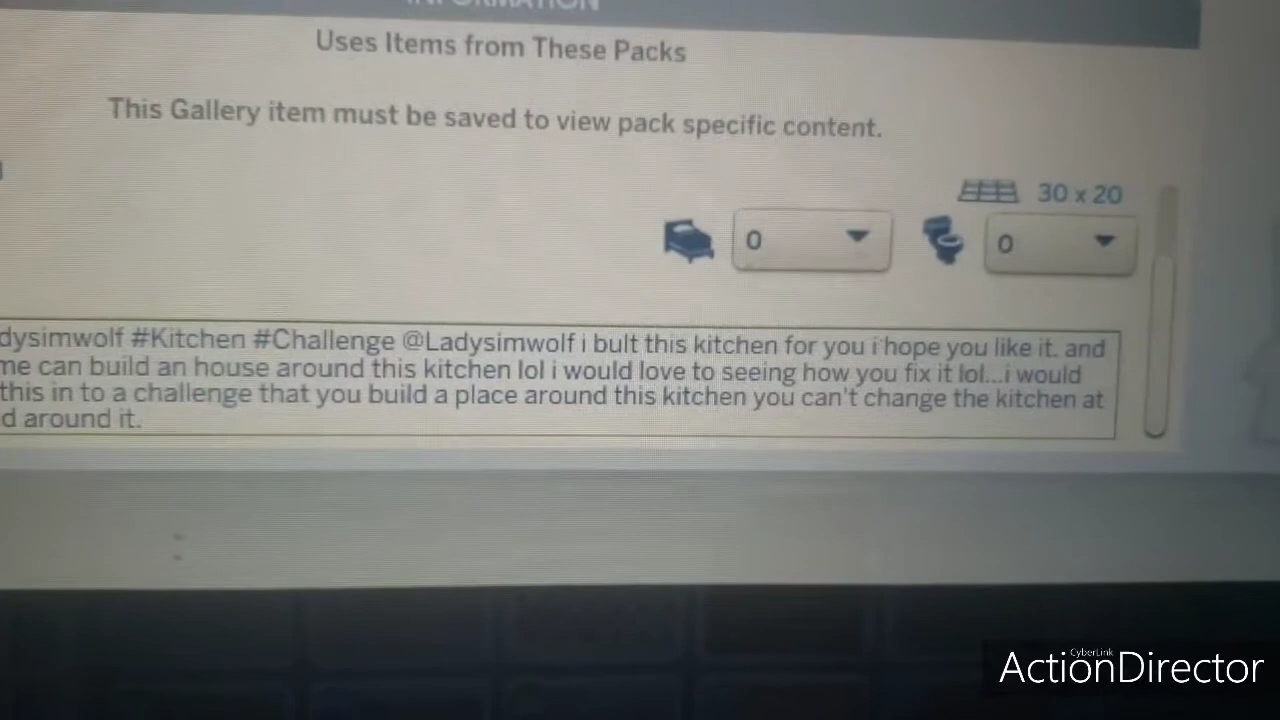 INFORMATION
Uses Items from These Packs
This Gallery item must be saved to view pack specific content.
30 x 20
0
0
dysimwolf #Kitchen #Challenge @Ladysimwolf i bult this kitchen for you i hope you like it. and
me can build an house around this kitchen lol i would love to seeing how you fix it lol...i would
this in to a challenge that you build a place around this kitchen you can't change the kitchen at
d around it.
CyberLink
ActionDirector